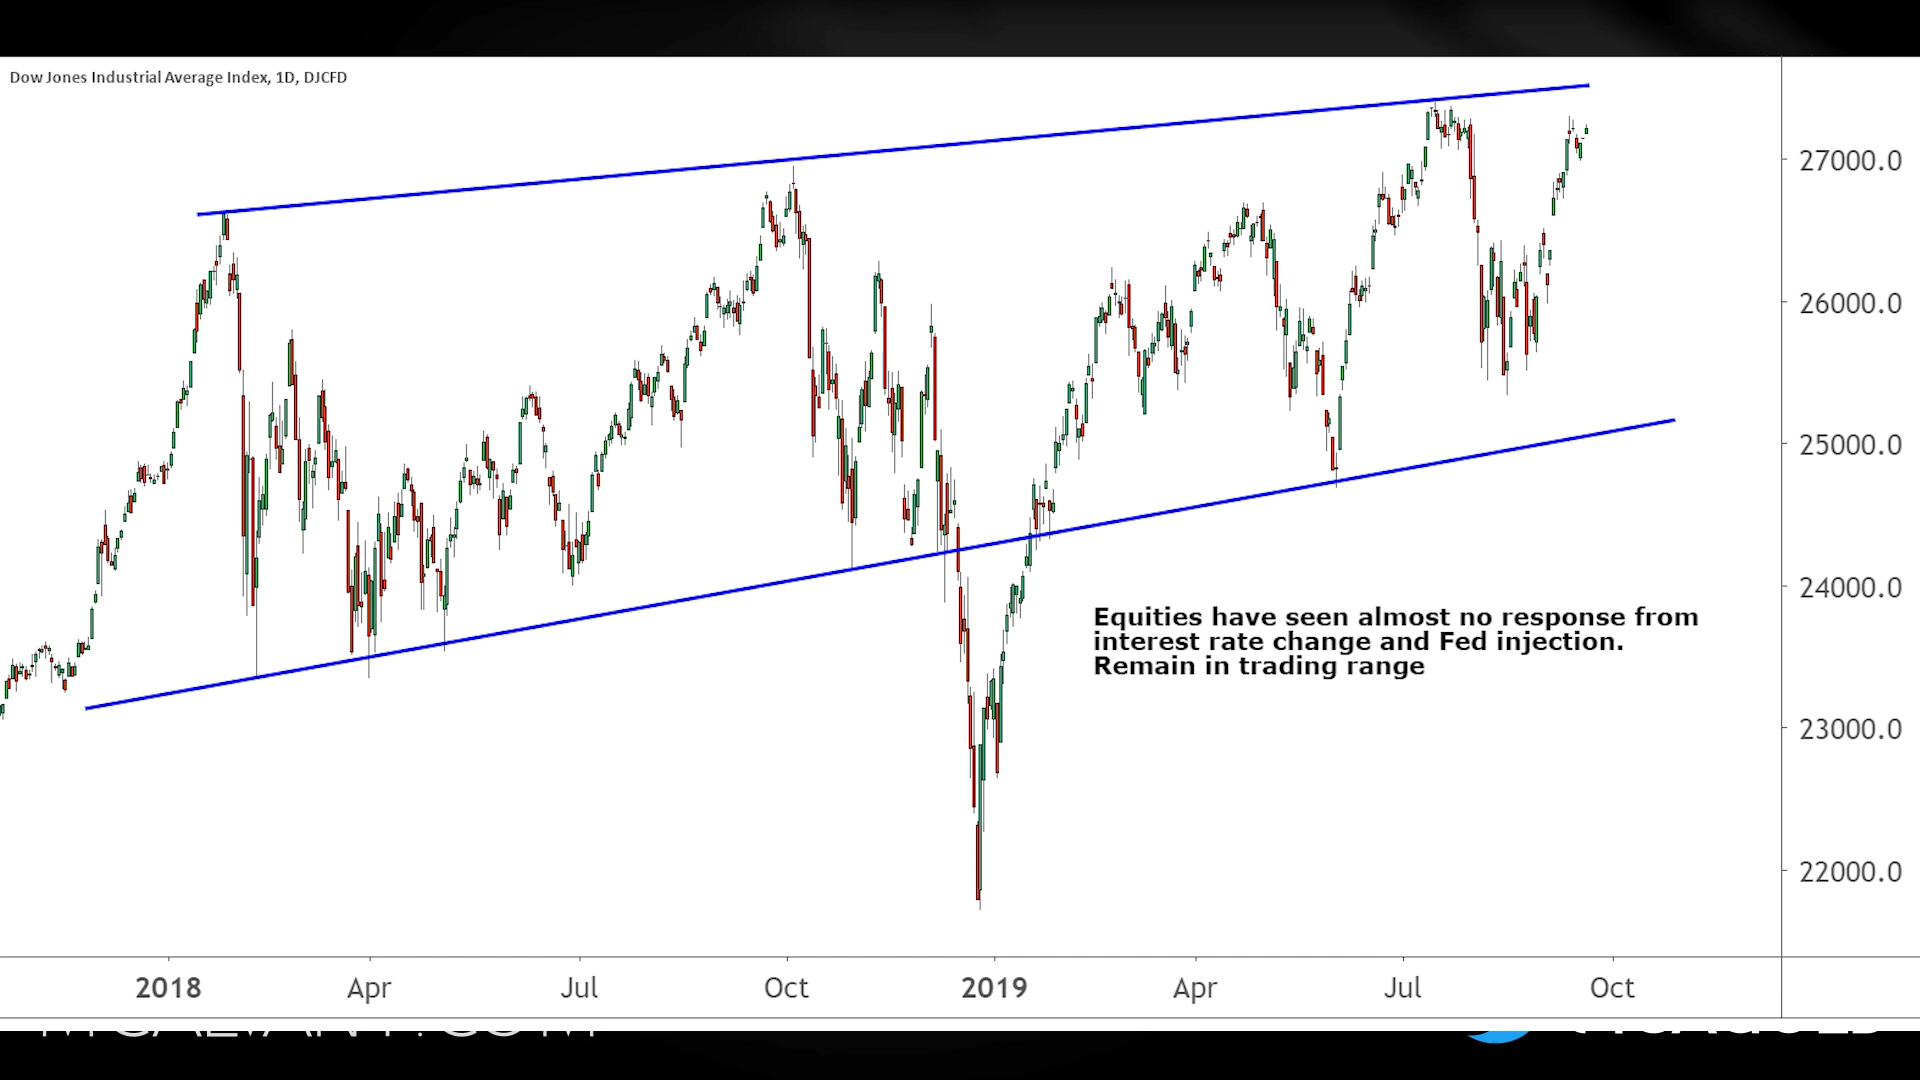 Dow Jones Industrial Average Index, 1D, DJCFD
27000.0
26000.0
25000.0
24000.0
Equities have seen almost no response from
interest rate change and Fed injection.
Remain in trading range
23000.0
22000.0
2018 Apr Jul Oct 2019 Apr Jul Oct